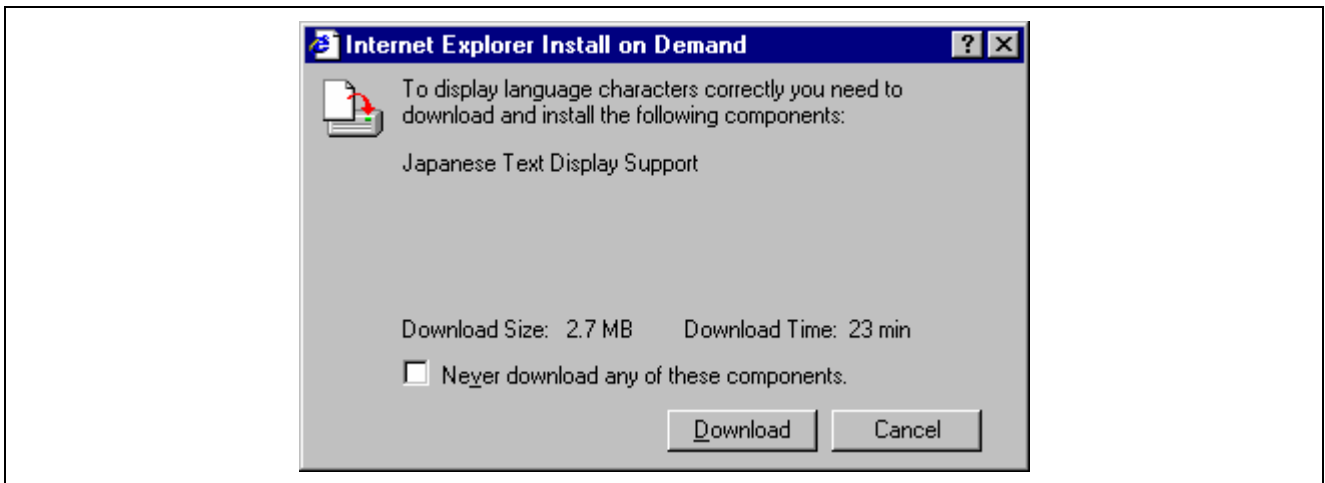 Internet Explorer Install on Demand
To display language characters correctly you need to
download and install the following components:
Japanese Text Display Support
Download Size: 2.7 MB Download Time: 23 min
Never download any of these components.
Download Cancel